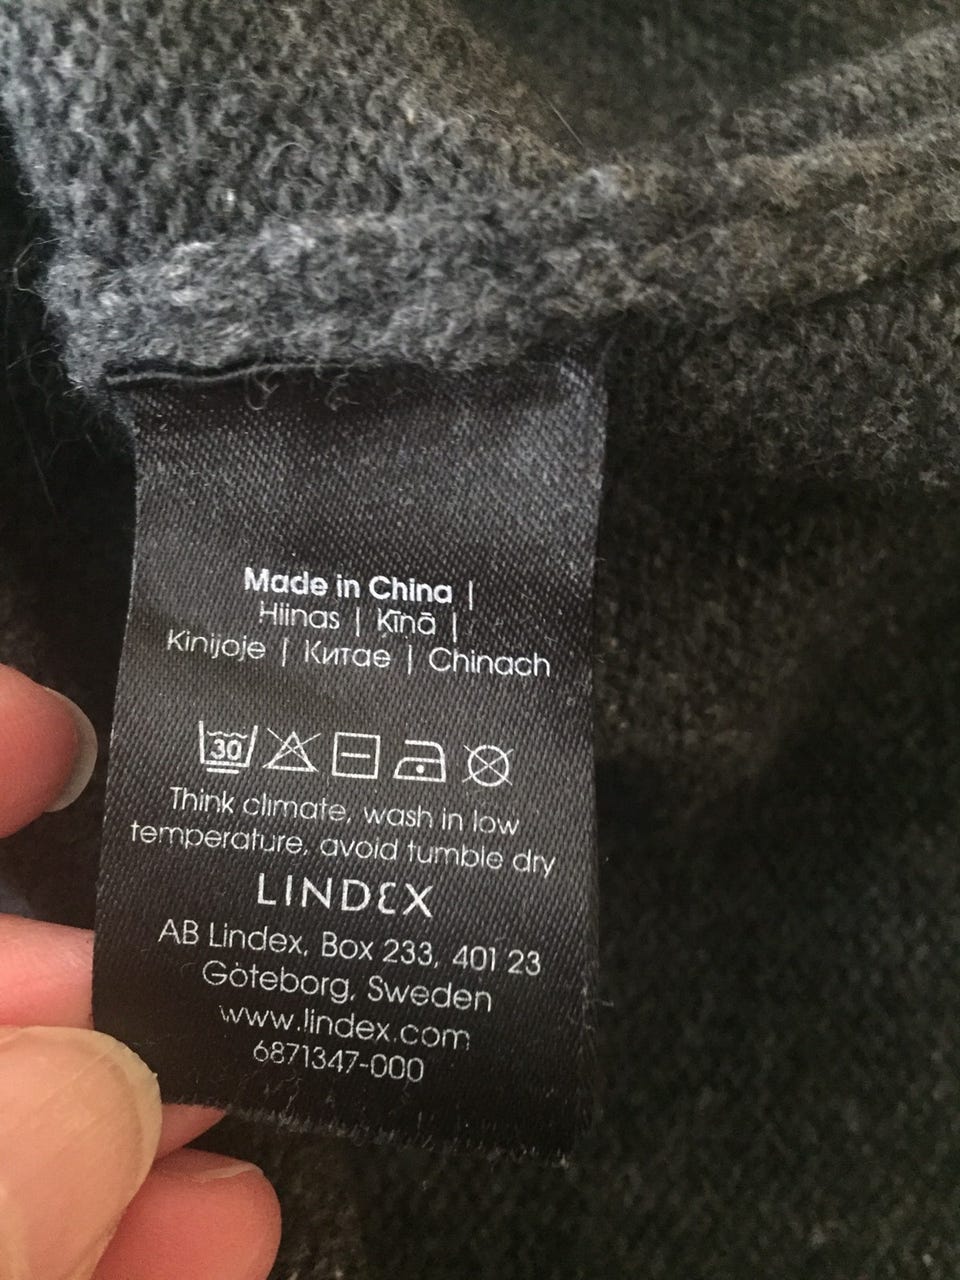 Made in China |
Hiinas | Ķīnā |
Kinijoje | Китае | Chinach
30
Think climate, wash in low
temperature, avoid tumble dry
LINDEX
AB Lindex, Box 233, 401 23
Göteborg, Sweden
www.lindex.com
6871347-000